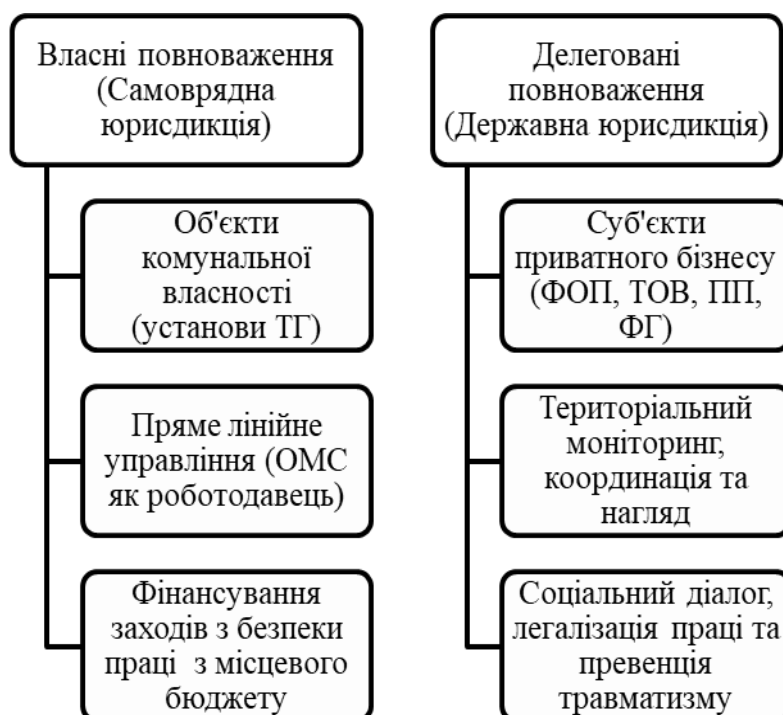 Власні повноваження
(Самоврядна
юрисдикція)
Об'єкти
комунальної
власності
(установи ТГ)
Пряме лінійне
управління (ОМС
як роботодавець)
Фінансування
заходів з безпеки
праці з місцевого
бюджету
Делеговані
повноваження
(Державна юрисдикція)
Суб'єкти
приватного бізнесу
(ФОП, ТОВ, ПП,
ФГ)
Територіальний
моніторинг,
координація та
нагляд
Соціальний діалог,
легалізація праці та
превенція
травматизму